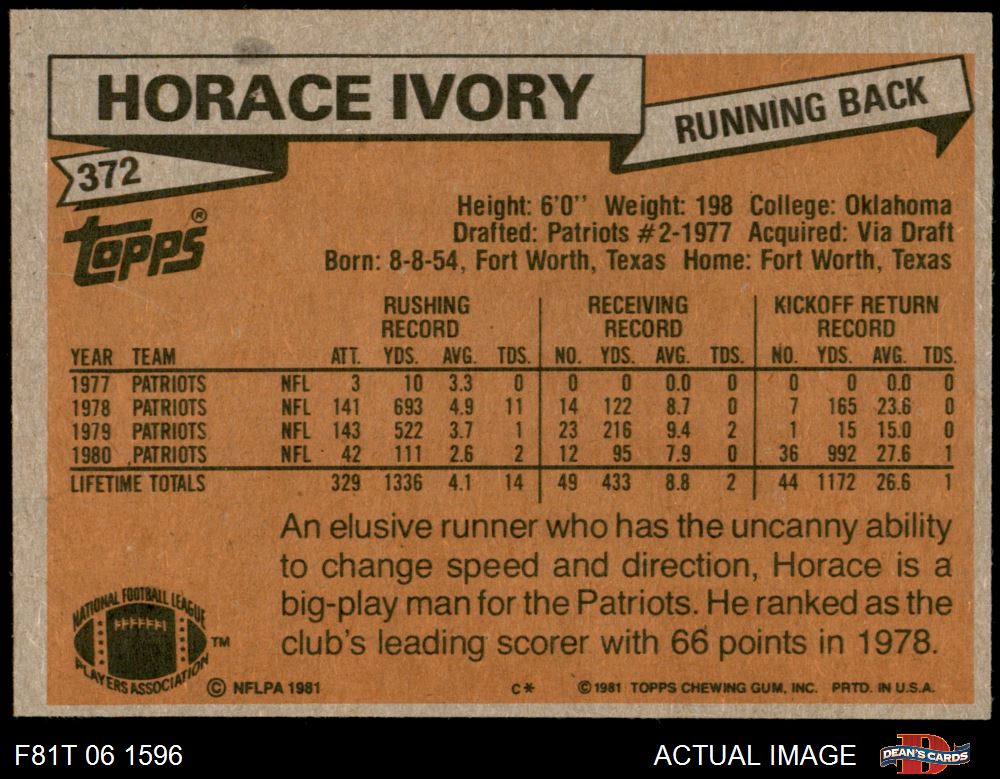 HORACE IVORY
RUNNING BACK
372
Topps®
Height: 6'0'' Weight: 198 College: Oklahoma
Drafted: Patriots #2-1977 Acquired: Via Draft
Born: 8-8-54, Fort Worth, Texas Home: Fort Worth, Texas
RUSHING RECORD RECEIVING RECORD KICKOFF RETURN RECORD
YEAR TEAM ATT. YDS. AVG. TDS. NO. YDS. AVG. TDS. NO. YDS. AVG. TDS.
1977 PATRIOTS NFL 3 10 3.3 0 0 0 0.0 0 0 0 0.0 0
1978 PATRIOTS NFL 141 693 4.9 11 14 122 8.7 0 7 165 23.6 0
1979 PATRIOTS NFL 143 522 3.7 1 23 216 9.4 2 1 15 15.0 0
1980 PATRIOTS NFL 42 111 2.6 2 12 95 7.9 0 36 992 27.6 1
LIFETIME TOTALS 329 1336 4.1 14 49 433 8.8 2 44 1172 26.6 1
An elusive runner who has the uncanny ability
to change speed and direction, Horace is a
big-play man for the Patriots. He ranked as the
club's leading scorer with 66 points in 1978.
NATIONAL FOOTBALL LEAGUE
PLAYERS ASSOCIATION
TM
© NFLPA 1981 C* ©1981 TOPPS CHEWING GUM, INC. PRTD. IN U.S.A.
F81T 06 1596 ACTUAL IMAGE D DEAN'S CARDS